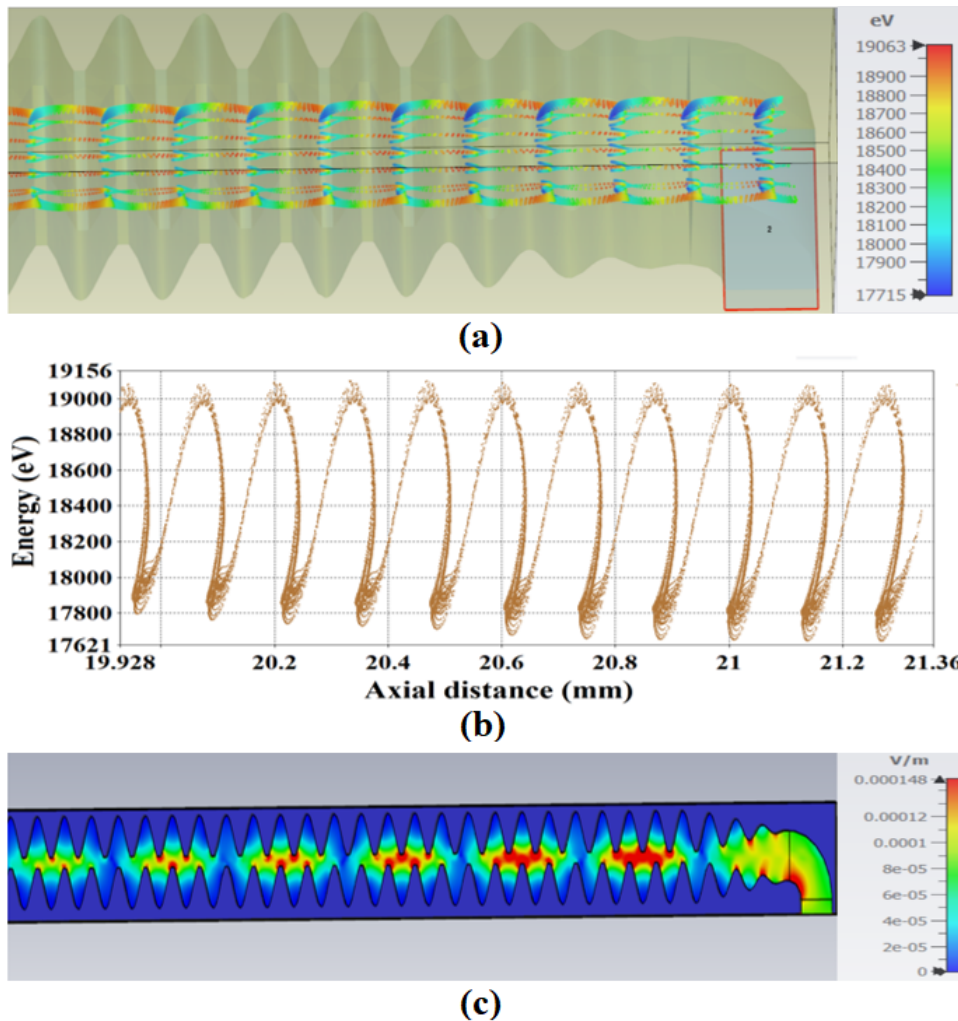 eV
19063
18900
18800
18700
18600
18500
18400
18300
18200
18100
18000
17900
17715
2
(a)
19156
19000
18800
18600
18400
18200
18000
17800
17621
Energy (eV)
19.928 20.2 20.4 20.6 20.8 21 21.2 21.36
Axial distance (mm)
(b)
V/m
0.000148
0.00012
0.0001
8e-05
6e-05
4e-05
2e-05
0
(c)